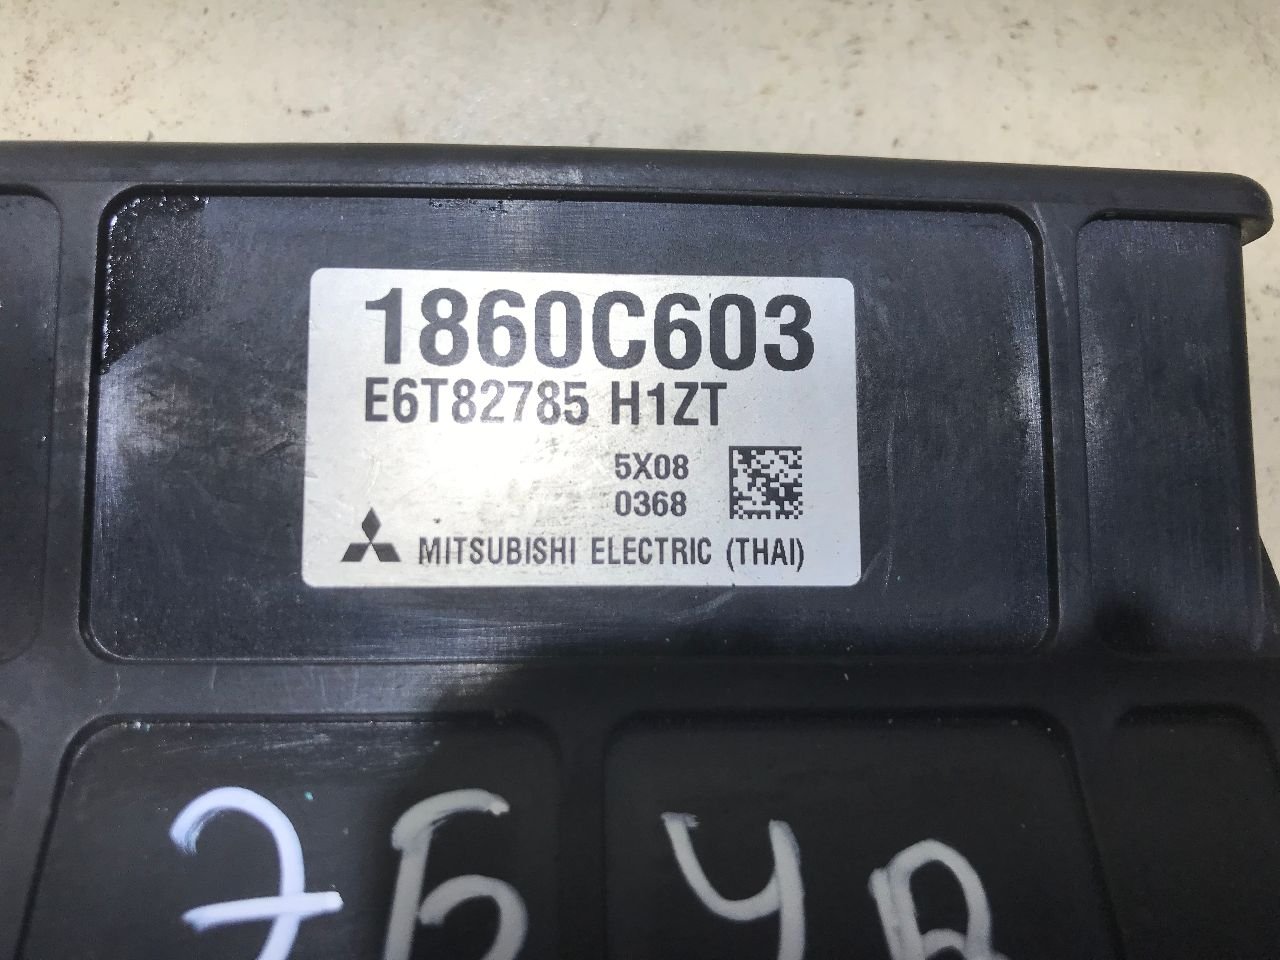 1860C603
E6T82785 H1ZT
5X08
0368
MITSUBISHI ELECTRIC (THAI)